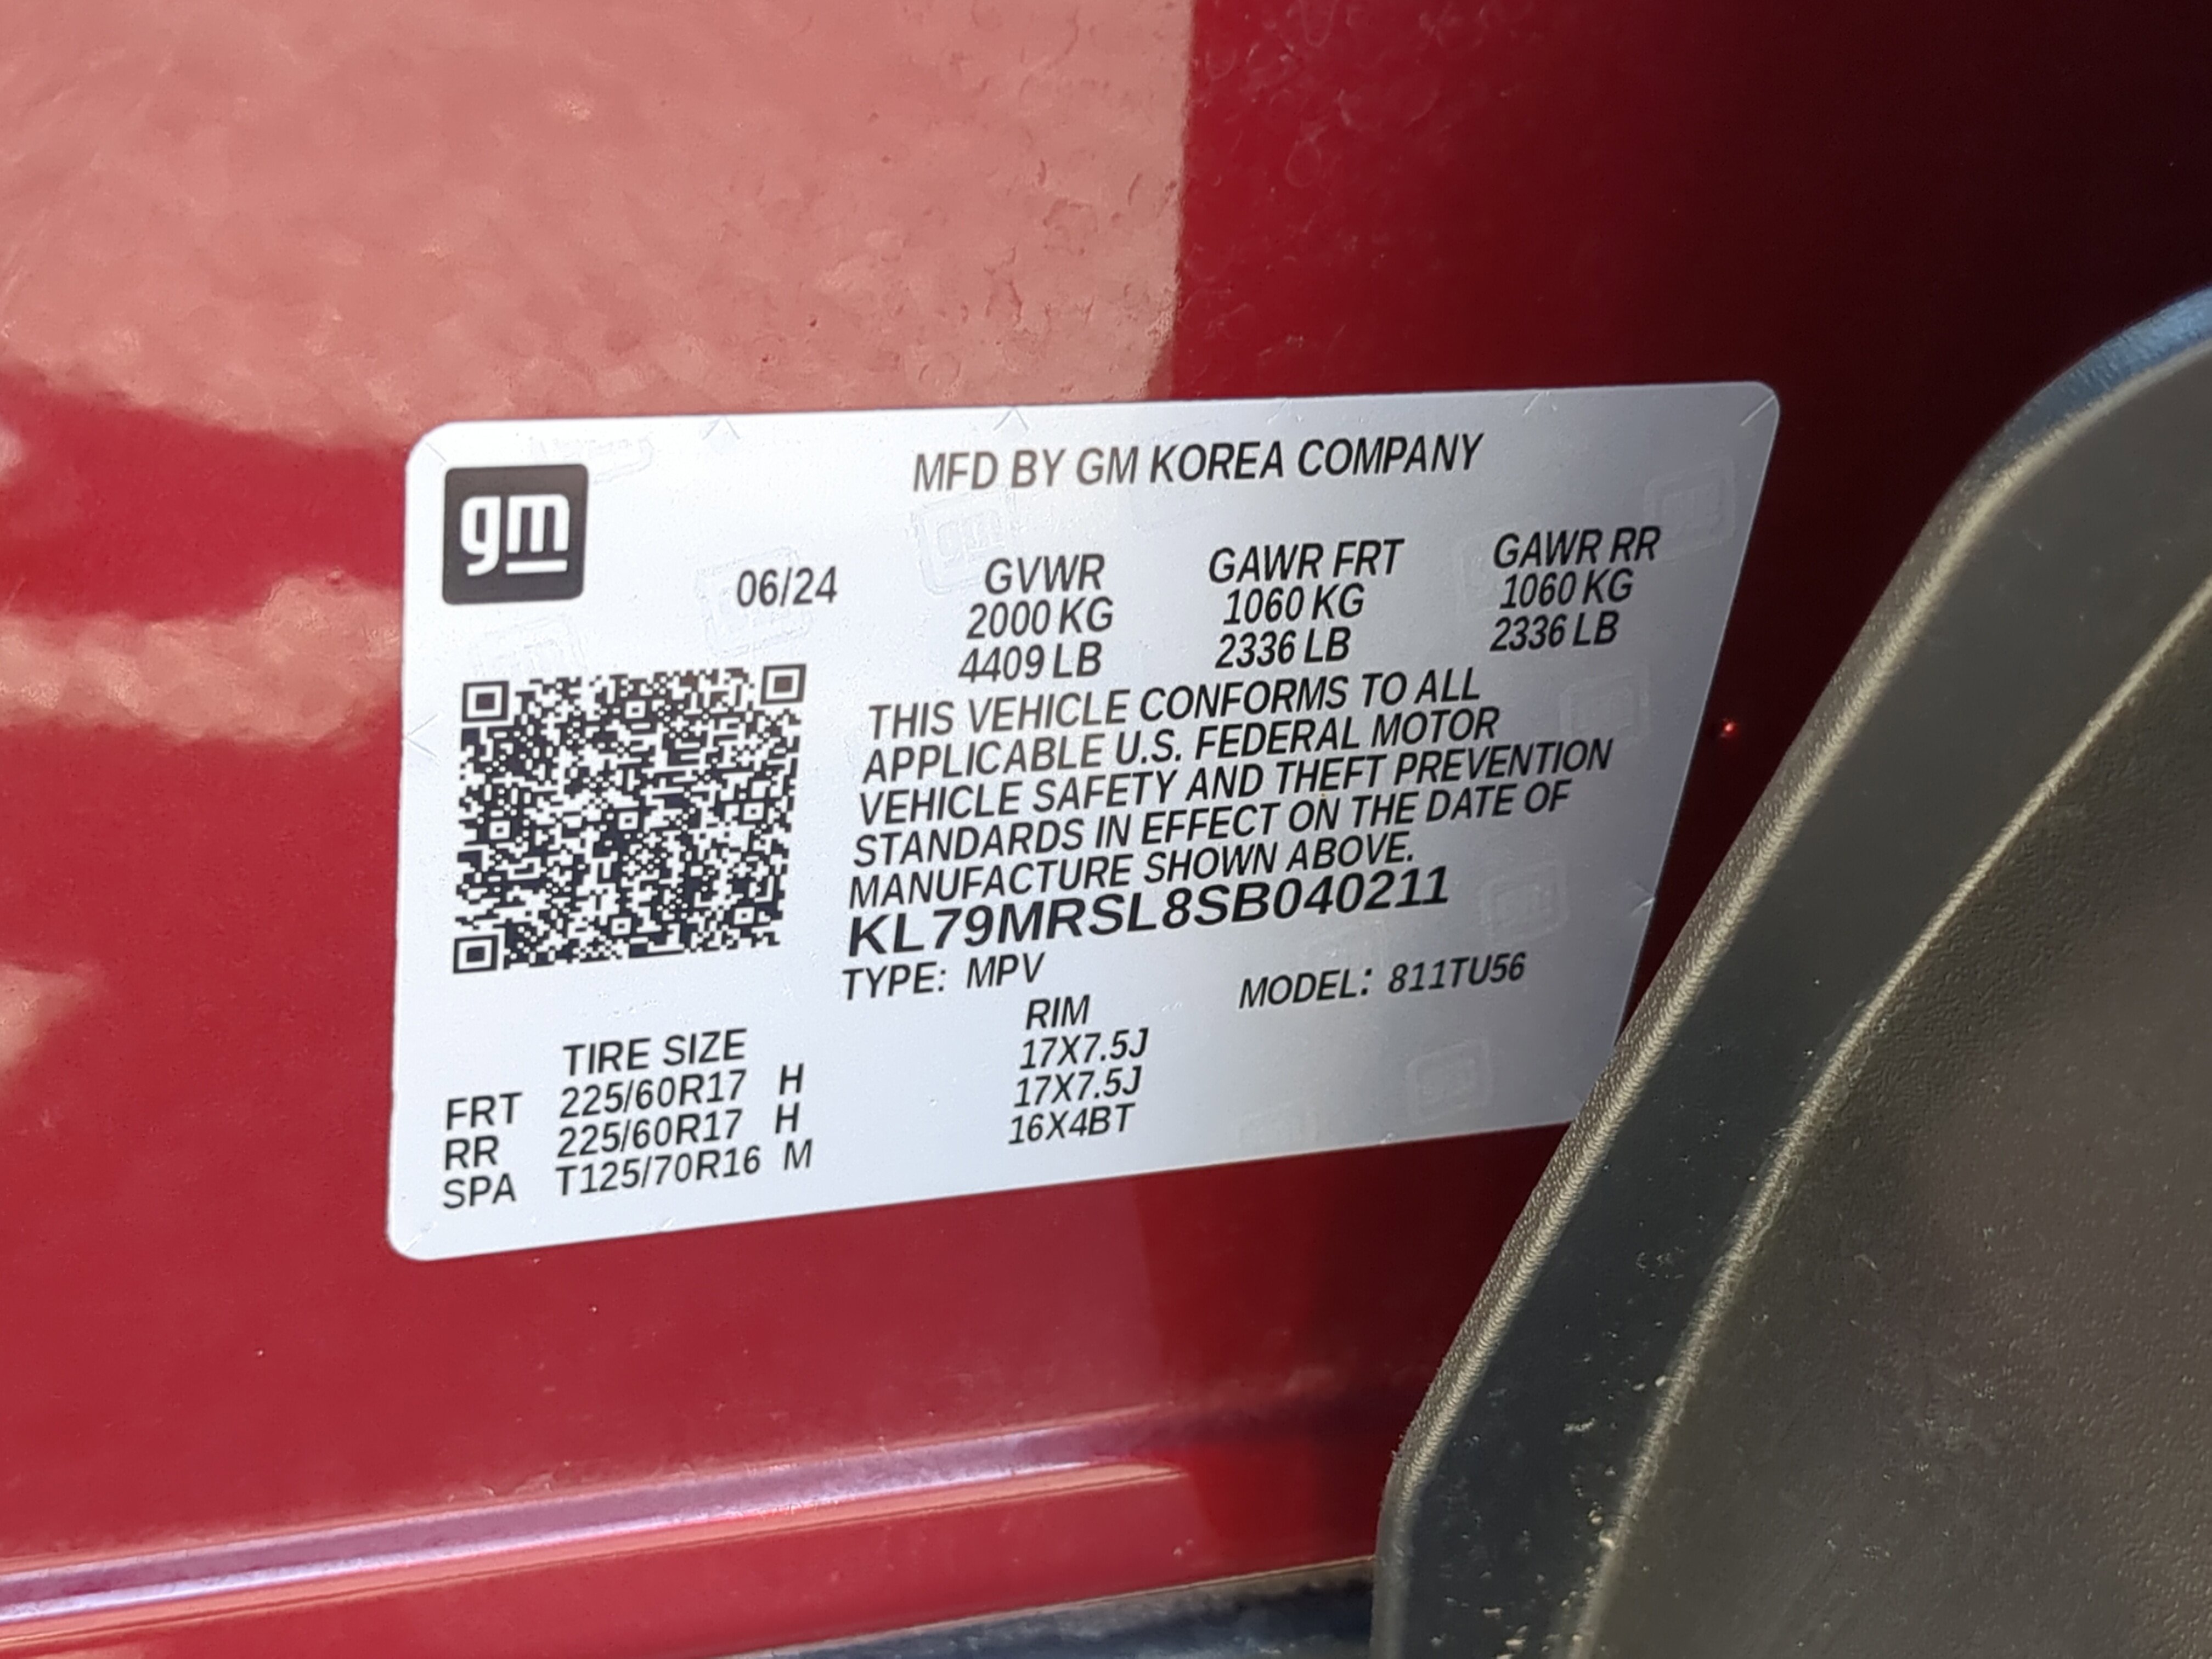 gm
MFD BY GM KOREA COMPANY
06/24
GVWR GAWR FRT GAWR RR
2000 KG 1060 KG 1060 KG
4409 LB 2336 LB 2336 LB
THIS VEHICLE CONFORMS TO ALL
APPLICABLE U.S. FEDERAL MOTOR
VEHICLE SAFETY AND THEFT PREVENTION
STANDARDS IN EFFECT ON THE DATE OF
MANUFACTURE SHOWN ABOVE.
KL79MRSL8SB040211
TYPE: MPV MODEL: 811TU56
TIRE SIZE RIM
FRT 225/60R17 H 17X7.5J
RR 225/60R17 H 17X7.5J
SPA T125/70R16 M 16X4BT